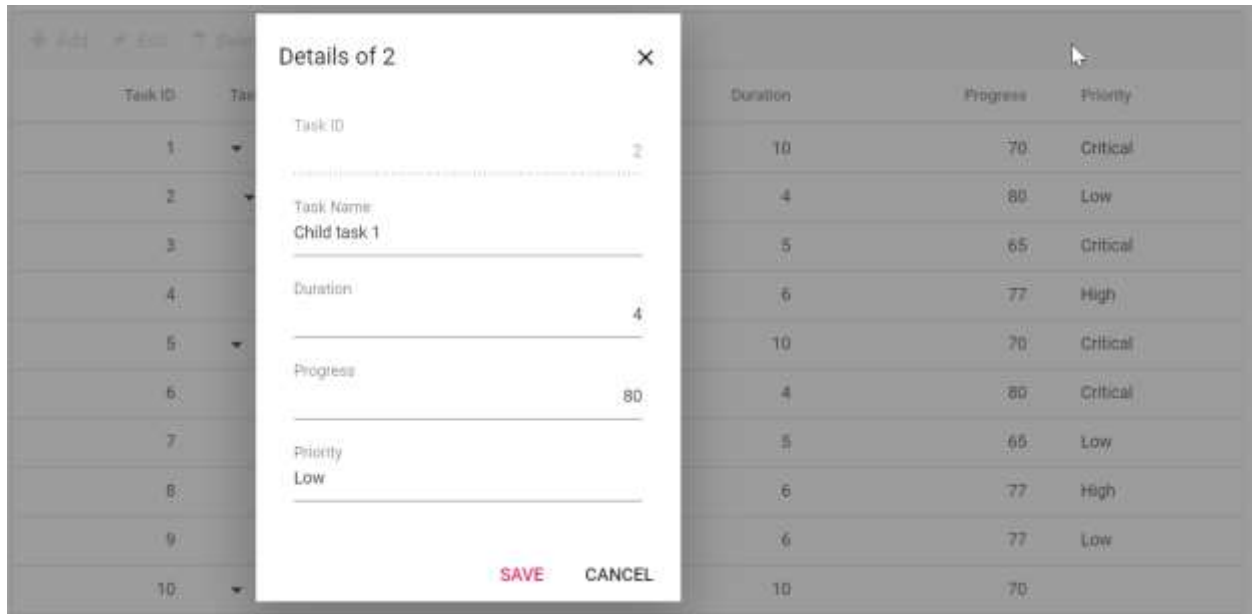 Add Edit
Details of 2
Task ID
Duration Progress Priority
Task ID
2
Task Name
Child task 1
Duration
4
Progress
80
Priority
Low
SAVE CANCEL
1 10 70 Critical
2 4 80 Low
3 5 65 Critical
4 6 77 High
5 10 70 Critical
6 4 80 Critical
7 5 65 Low
8 6 77 High
9 6 77 Low
10 10 70